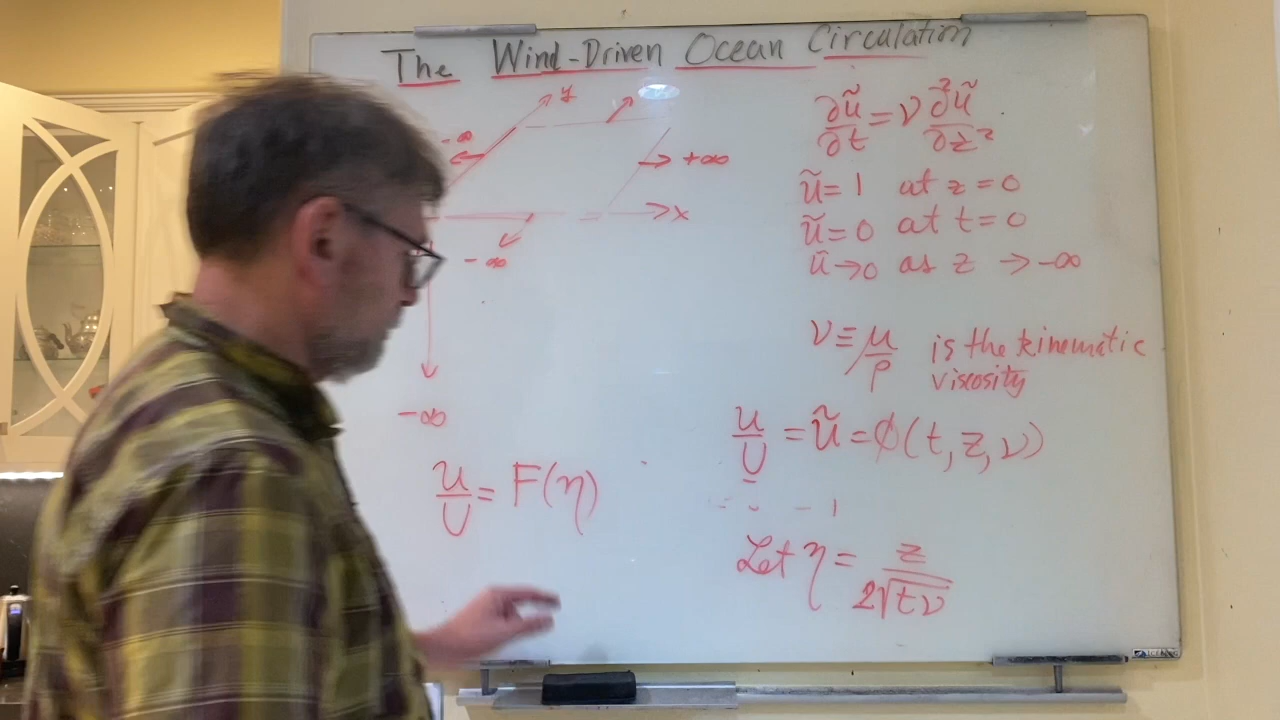 The Wind-Driven Ocean Circulation
y
-∞
+∞
x
-∞
-∞
∂ũ/∂t = ν ∂²ũ/∂z²
ũ = 1 at z = 0
ũ = 0 at t = 0
ũ → 0 as z → -∞
ν ≡ μ/ρ is the kinematic
viscosity
u/U = ũ = φ(t, z, ν)
u/U = F(η)
Let η = z/2√tν